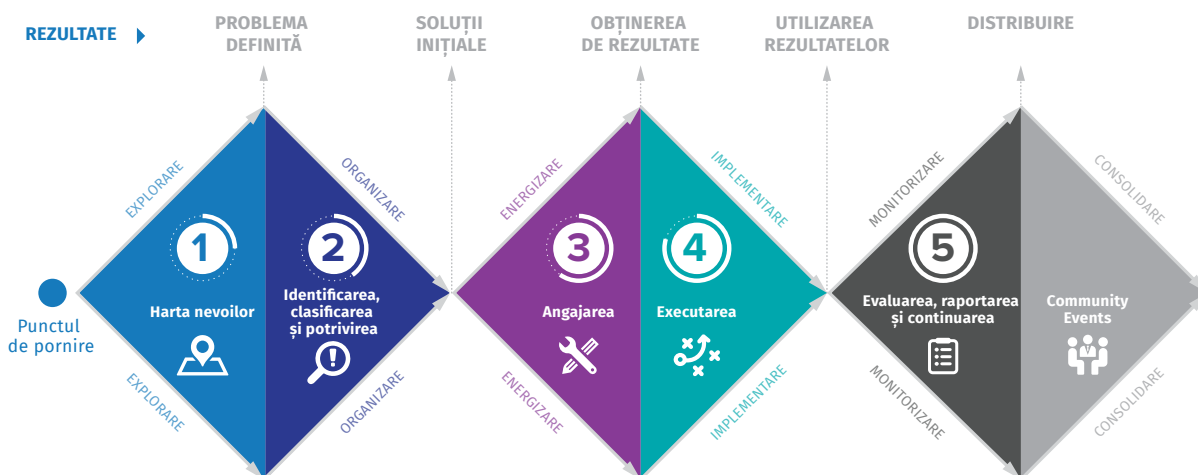 REZULTATE
PROBLEMA
DEFINITĂ
SOLUȚII
INIȚIALE
OBȚINEREA
DE REZULTATE
UTILIZAREA
REZULTATELOR
DISTRIBUIRE
EXPLORARE
ORGANIZARE
ENERGIZARE
IMPLEMENTARE
MONITORIZARE
CONSOLIDARE
Punctul
de pornire
1
Harta nevoilor
2
Identificarea,
clasificarea
și potrivirea
3
Angajarea
4
Executarea
5
Evaluarea, raportarea
și continuarea
Community
Events
EXPLORARE
ORGANIZARE
ENERGIZARE
IMPLEMENTARE
MONITORIZARE
CONSOLIDARE